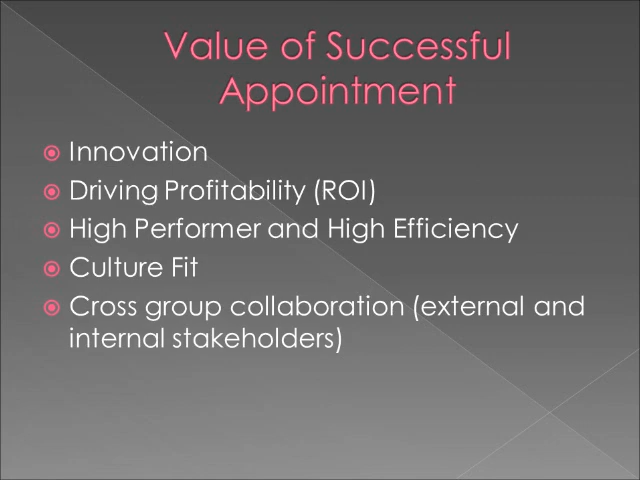 Value of Successful
Appointment
Innovation
Driving Profitability (ROI)
High Performer and High Efficiency
Culture Fit
Cross group collaboration (external and
internal stakeholders)